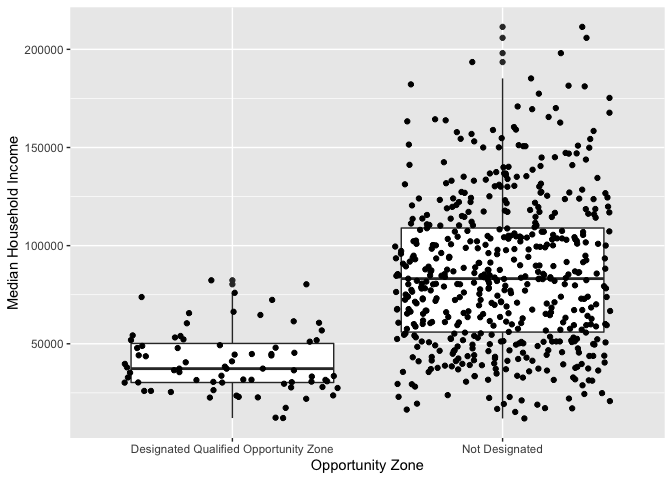 200000
150000
100000
50000
Median Household Income
Designated Qualified Opportunity Zone
Not Designated
Opportunity Zone